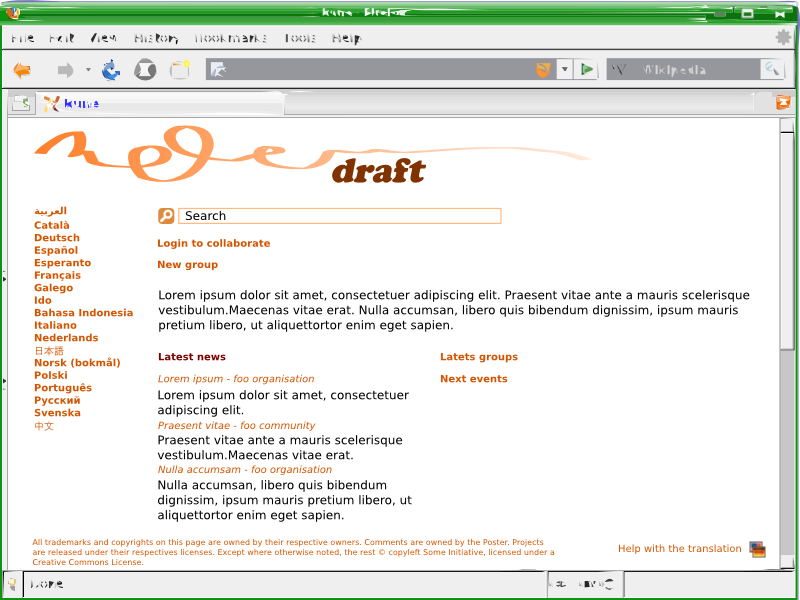 kune - Firefox
File Edit View History Bookmarks Tools Help
Wikipedia
kune
draft
Search
العربية
Català
Deutsch
Español
Esperanto
Français
Galego
Ido
Bahasa Indonesia
Italiano
Nederlands
日本語
Norsk (bokmål)
Polski
Português
Русский
Svenska
中文
Login to collaborate
New group
Lorem ipsum dolor sit amet, consectetuer adipiscing elit. Praesent vitae ante a mauris scelerisque
vestibulum.Maecenas vitae erat. Nulla accumsan, libero quis bibendum dignissim, ipsum mauris
pretium libero, ut aliquettortor enim eget sapien.
Latest news
Lorem ipsum - foo organisation
Lorem ipsum dolor sit amet, consectetuer
adipiscing elit.
Praesent vitae - foo community
Praesent vitae ante a mauris scelerisque
vestibulum.Maecenas vitae erat.
Nulla accumsam - foo organisation
Nulla accumsan, libero quis bibendum
dignissim, ipsum mauris pretium libero, ut
aliquettortor enim eget sapien.
Latets groups
Next events
All trademarks and copyrights on this page are owned by their respective owners. Comments are owned by the Poster. Projects
are released under their respectives licenses. Except where otherwise noted, the rest © copyleft Some Initiative, licensed under a
Creative Commons License.
Help with the translation